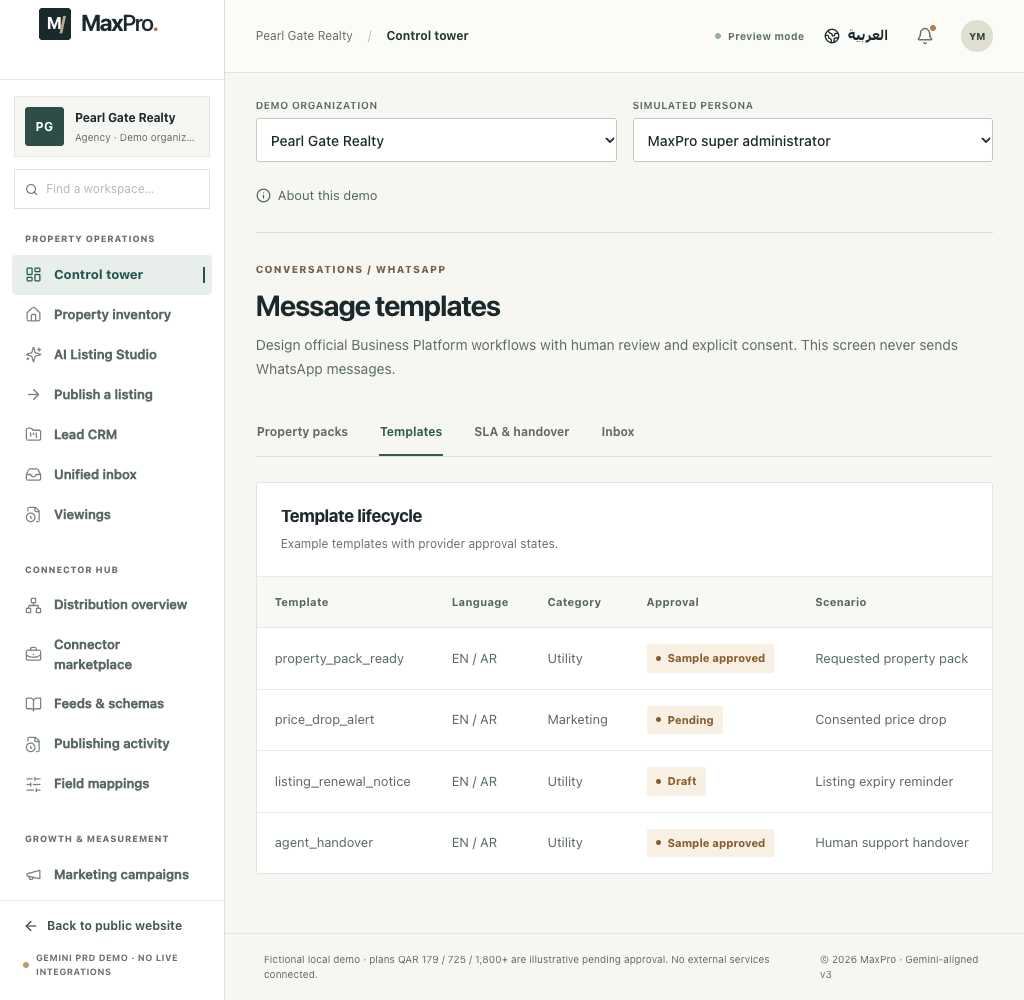 M/ MaxPro.
Pearl Gate Realty / Control tower
Preview mode
العربية
YM
PG
Pearl Gate Realty
Agency · Demo organiz...
Find a workspace...
PROPERTY OPERATIONS
Control tower
Property inventory
AI Listing Studio
Publish a listing
Lead CRM
Unified inbox
Viewings
CONNECTOR HUB
Distribution overview
Connector
marketplace
Feeds & schemas
Publishing activity
Field mappings
GROWTH & MEASUREMENT
Marketing campaigns
Back to public website
GEMINI PRD DEMO · NO LIVE
INTEGRATIONS
DEMO ORGANIZATION
Pearl Gate Realty
SIMULATED PERSONA
MaxPro super administrator
About this demo
CONVERSATIONS / WHATSAPP
Message templates
Design official Business Platform workflows with human review and explicit consent. This screen never sends
WhatsApp messages.
Property packs Templates SLA & handover Inbox
Template lifecycle
Example templates with provider approval states.
Template Language Category Approval Scenario
property_pack_ready EN / AR Utility Sample approved Requested property pack
price_drop_alert EN / AR Marketing Pending Consented price drop
listing_renewal_notice EN / AR Utility Draft Listing expiry reminder
agent_handover EN / AR Utility Sample approved Human support handover
Fictional local demo · plans QAR 179 / 725 / 1,800+ are illustrative pending approval. No external services
connected.
© 2026 MaxPro · Gemini-aligned
v3